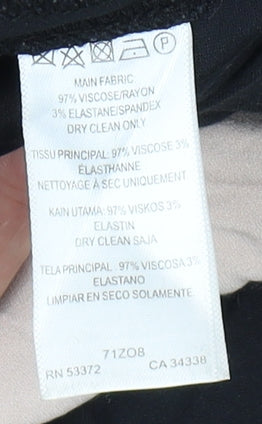 P
MAIN FABRIC
97% VISCOSE/RAYON
3% ELASTANE/SPANDEX
DRY CLEAN ONLY
TISSU PRINCIPAL: 97% VISCOSE 3%
ÉLASTHANNE
NETTOYAGE À SEC UNIQUEMENT
KAIN UTAMA: 97% VISKOS 3%
ELASTIN
DRY CLEAN SAJA
TELA PRINCIPAL: 97% VISCOSA 3%
ELASTANO
LIMPIAR EN SECO SOLAMENTE
71ZO8
RN 53372 CA 34338